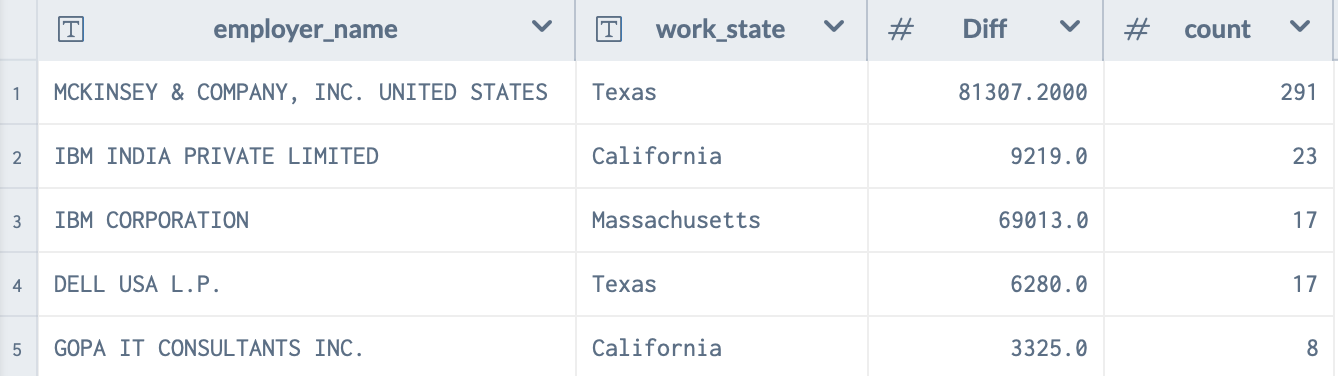 employer_name work_state # Diff # count
1 MCKINSEY & COMPANY, INC. UNITED STATES Texas 81307.2000 291
2 IBM INDIA PRIVATE LIMITED California 9219.0 23
3 IBM CORPORATION Massachusetts 69013.0 17
4 DELL USA L.P. Texas 6280.0 17
5 GOPA IT CONSULTANTS INC. California 3325.0 8